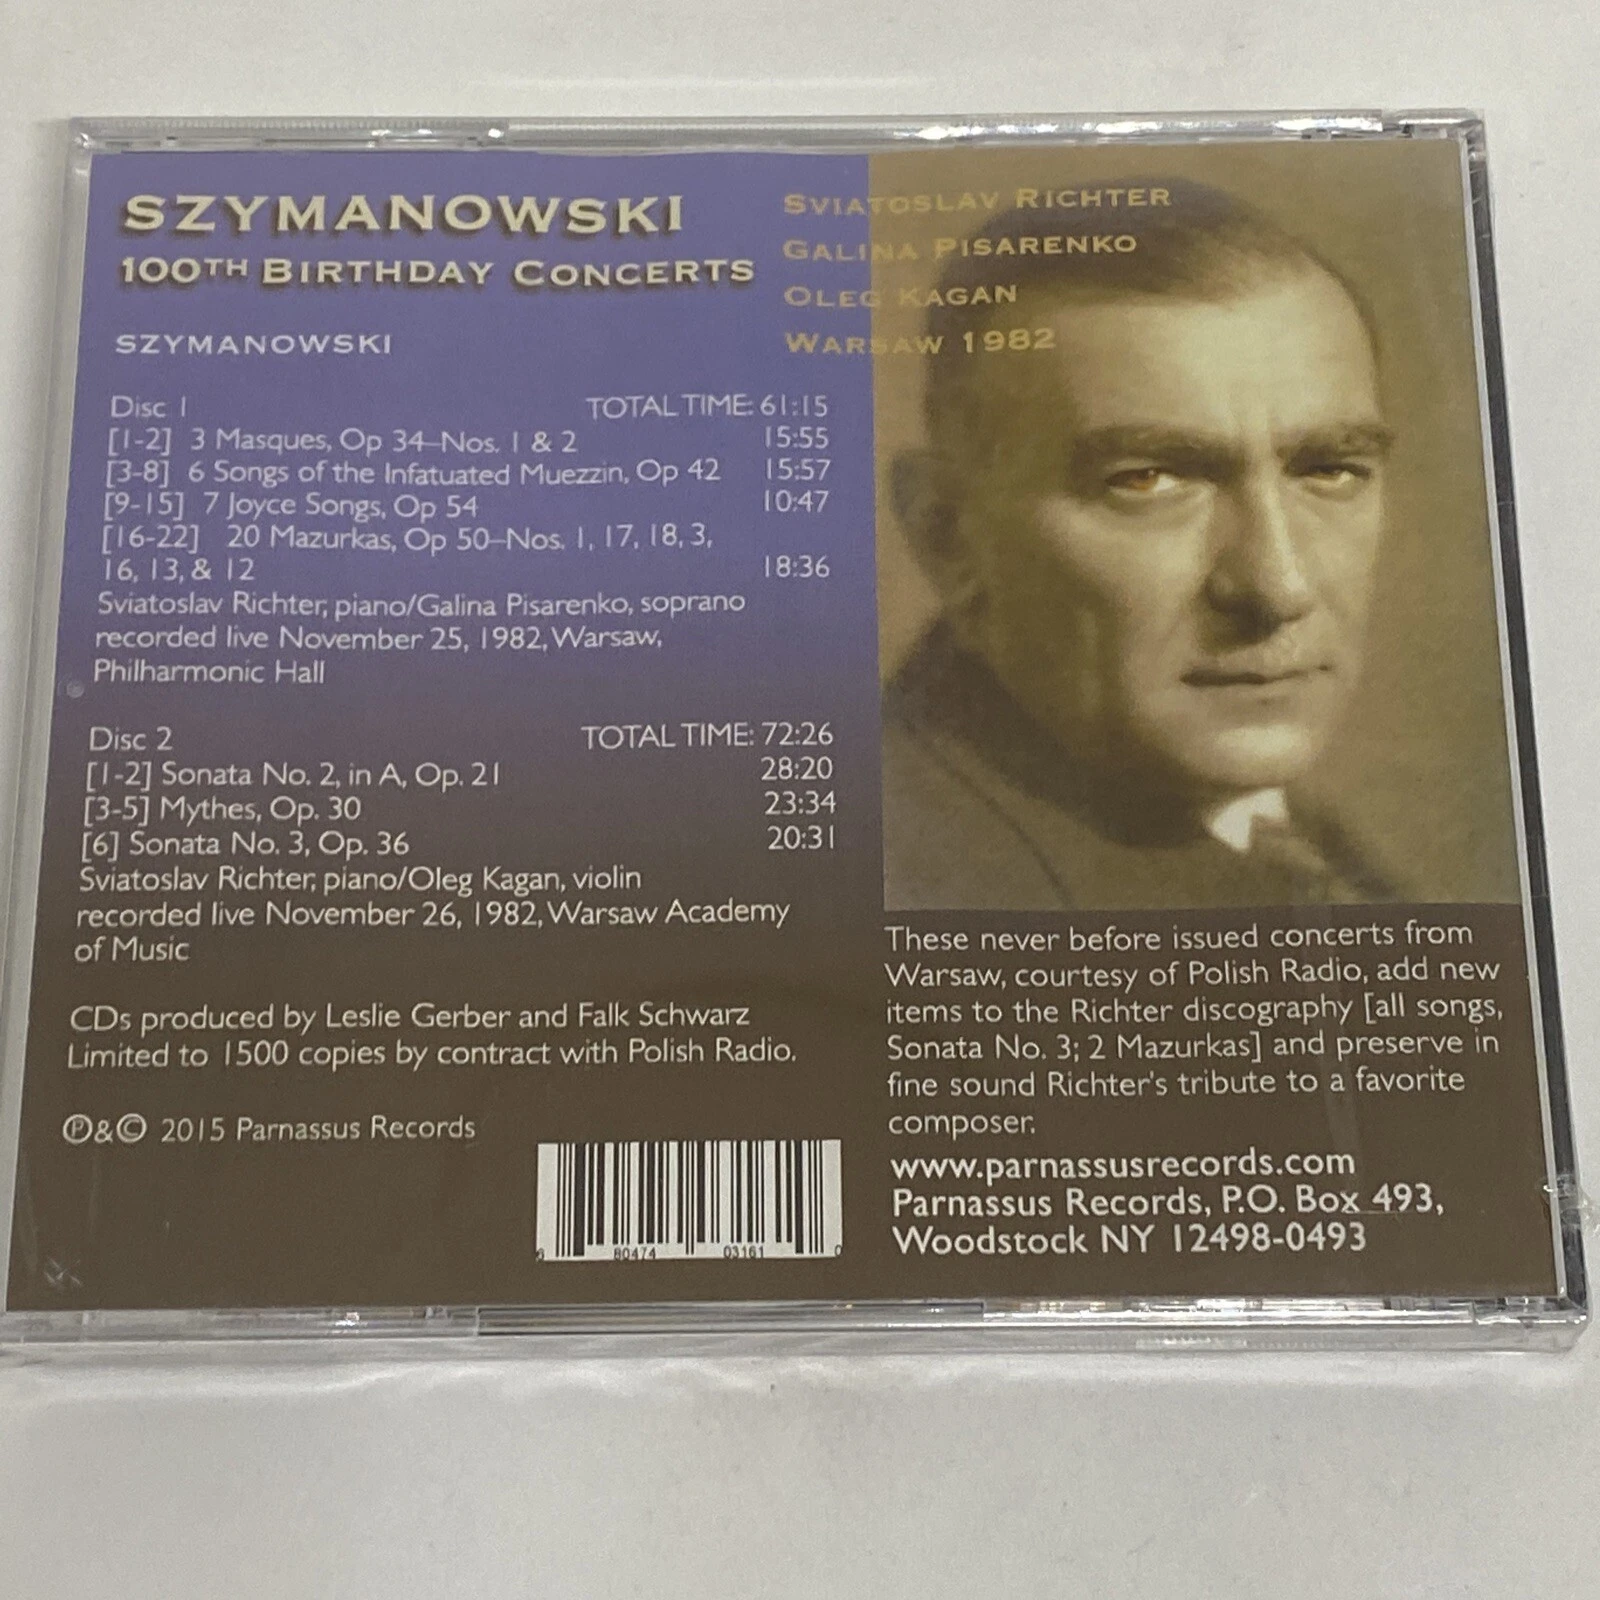 SZYMANOWSKI
100TH BIRTHDAY CONCERTS
SVIATOSLAV RICHTER
GALINA PISARENKO
OLEG KAGAN
WARSAW 1982
SZYMANOWSKI
Disc 1 TOTAL TIME: 61:15
[1-2] 3 Masques, Op 34–Nos. 1 & 2 15:55
[3-8] 6 Songs of the Infatuated Muezzin, Op 42 15:57
[9-15] 7 Joyce Songs, Op 54 10:47
[16-22] 20 Mazurkas, Op 50–Nos. 1, 17, 18, 3,
16, 13, & 12 18:36
Sviatoslav Richter, piano/Galina Pisarenko, soprano
recorded live November 25, 1982, Warsaw,
Philharmonic Hall
Disc 2 TOTAL TIME: 72:26
[1-2] Sonata No. 2, in A, Op. 21 28:20
[3-5] Mythes, Op. 30 23:34
[6] Sonata No. 3, Op. 36 20:31
Sviatoslav Richter, piano/Oleg Kagan, violin
recorded live November 26, 1982, Warsaw Academy
of Music
CDs produced by Leslie Gerber and Falk Schwarz
Limited to 1500 copies by contract with Polish Radio.
℗&© 2015 Parnassus Records
6 80474 03161 0
These never before issued concerts from
Warsaw, courtesy of Polish Radio, add new
items to the Richter discography [all songs,
Sonata No. 3; 2 Mazurkas] and preserve in
fine sound Richter's tribute to a favorite
composer.
www.parnassusrecords.com
Parnassus Records, P.O. Box 493,
Woodstock NY 12498-0493